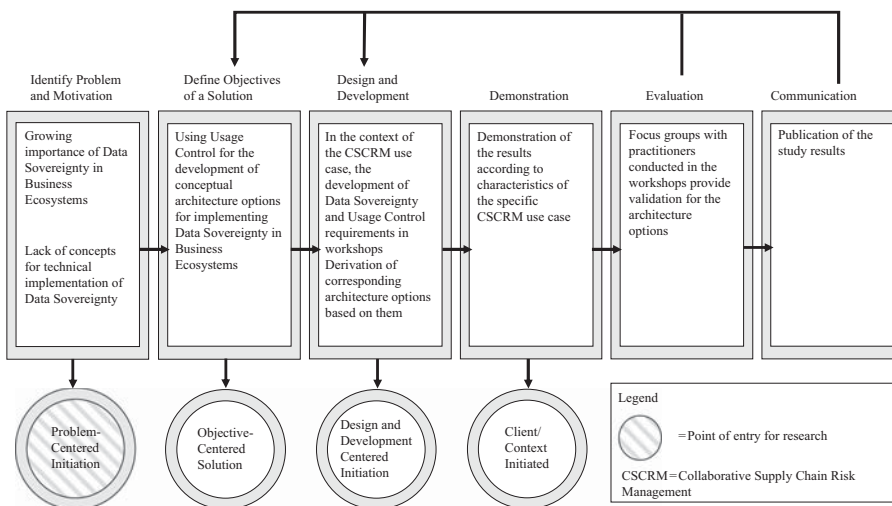 Identify Problem
and Motivation
Define Objectives
of a Solution
Design and
Development
Demonstration
Evaluation
Communication
Growing
importance of Data
Sovereignty in
Business
Ecosystems
Lack of concepts
for technical
implementation of
Data Sovereignty
Using Usage
Control for the
development of
conceptual
architecture options
for implementing
Data Sovereignty in
Business
Ecosystems
In the context of
the CSCRM use
case, the
development of
Data Sovereignty
and Usage Control
requirements in
workshops
Derivation of
corresponding
architecture options
based on them
Demonstration of
the results
according to
characteristics of
the specific
CSCRM use case
Focus groups with
practitioners
conducted in the
workshops provide
validation for the
architecture
options
Publication of the
study results
Problem-
Centered
Initiation
Objective-
Centered
Solution
Design and
Development
Centered
Initiation
Client/
Context
Initiated
Legend
=Point of entry for research
CSCRM=Collaborative Supply Chain Risk
Management